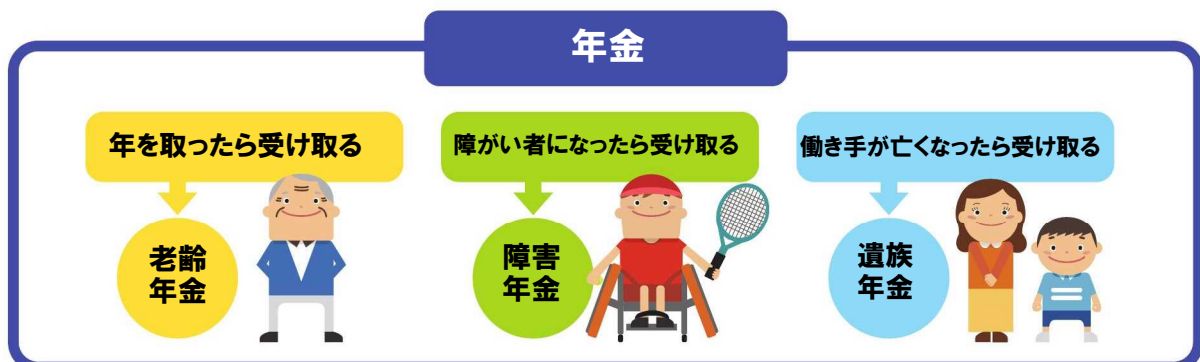 年金
年を取ったら受け取る
老齢
年金
障がい者になったら受け取る
障害
年金
働き手が亡くなったら受け取る
遺族
年金